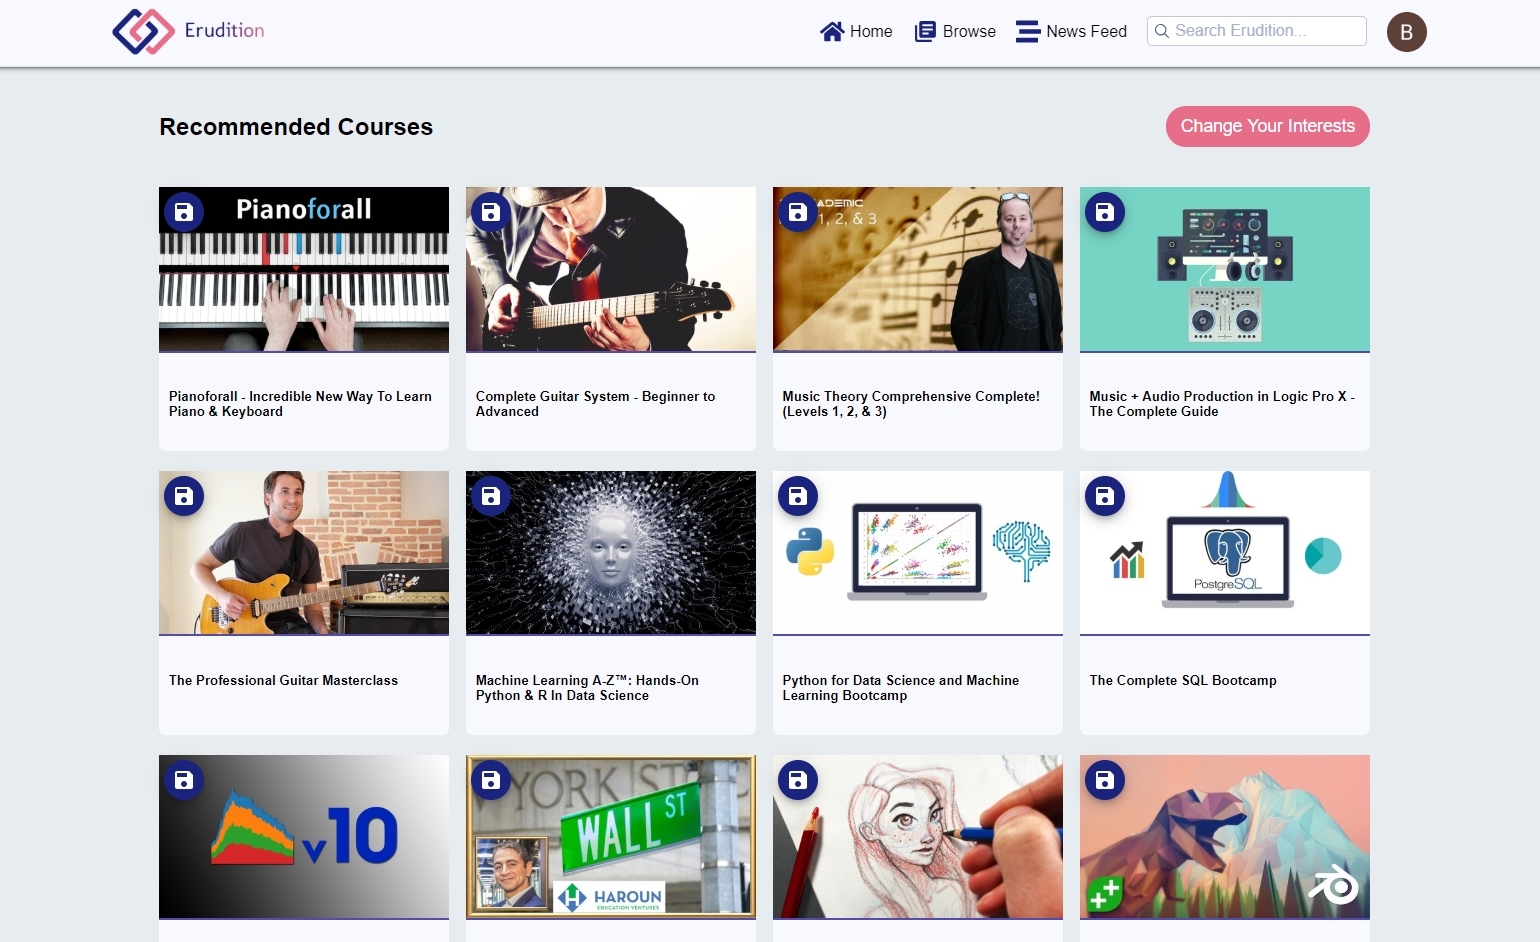 Erudition
Home
Browse
News Feed
Search Erudition...
B
Recommended Courses
Change Your Interests
Pianoforall
1, 2, & 3
Pianoforall - Incredible New Way To Learn
Piano & Keyboard
Complete Guitar System - Beginner to
Advanced
Music Theory Comprehensive Complete!
(Levels 1, 2, & 3)
Music + Audio Production in Logic Pro X -
The Complete Guide
PostgreSQL
The Professional Guitar Masterclass
Machine Learning A-Z™: Hands-On
Python & R In Data Science
Python for Data Science and Machine
Learning Bootcamp
The Complete SQL Bootcamp
v10
YORK ST
WALL ST
HAROUN
EDUCATION VENTURES